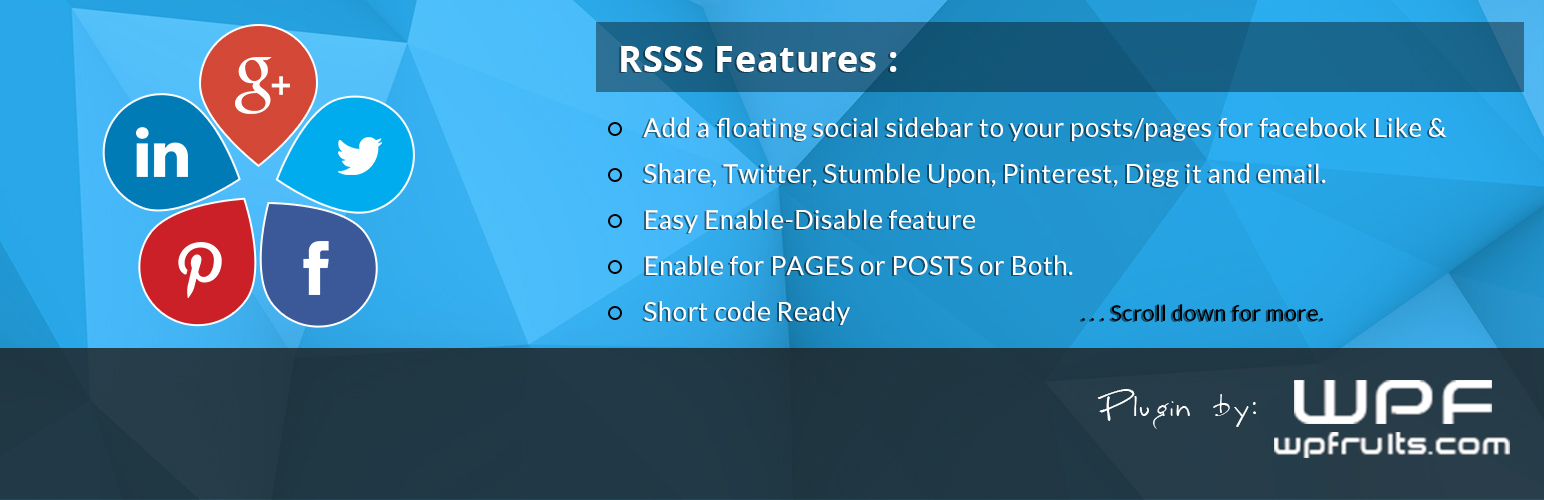 g+
in
RSSS Features :
Add a floating social sidebar to your posts/pages for facebook Like &
Share, Twitter, Stumble Upon, Pinterest, Digg it and email.
Easy Enable-Disable feature
Enable for PAGES or POSTS or Both.
Short code Ready
. . . Scroll down for more.
f
Plugin by:
WPF
wpfruits.com